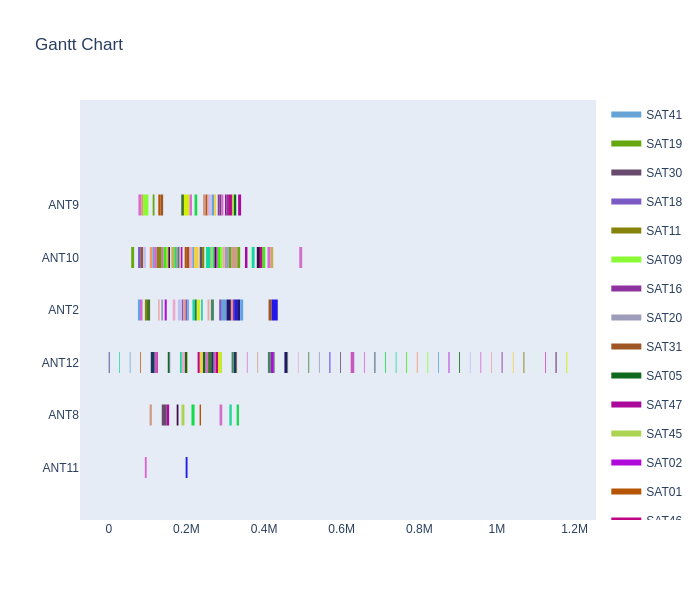 Gantt Chart
ANT9
ANT10
ANT2
ANT12
ANT8
ANT11
0
0.2M
0.4M
0.6M
0.8M
1M
1.2M
SAT41
SAT19
SAT30
SAT18
SAT11
SAT09
SAT16
SAT20
SAT31
SAT05
SAT47
SAT45
SAT02
SAT01
SAT46